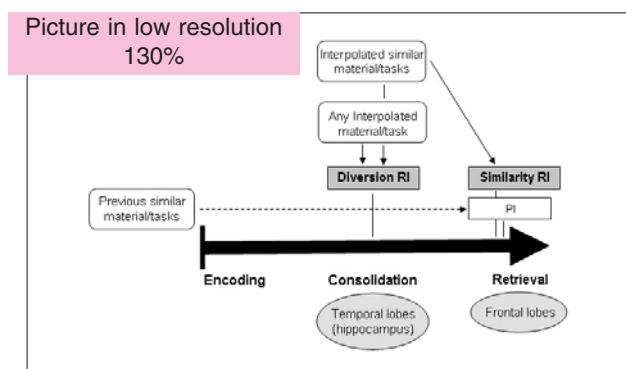 Picture in low resolution
130%
Interpolated similar
material/tasks
Any Interpolated
material/task
Diversion RI
Similarity RI
Previous similar
material/tasks
PI
Encoding
Consolidation
Retrieval
Temporal lobes
(hippocampus)
Frontal lobes